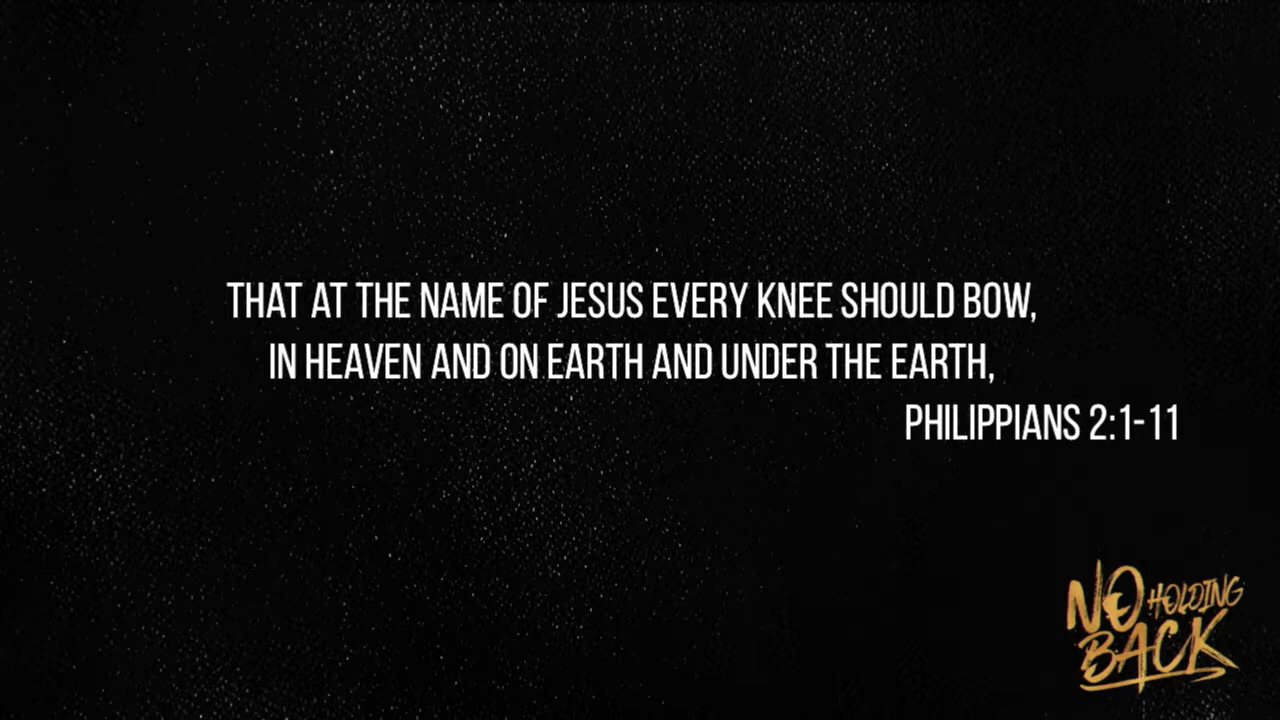 THAT AT THE NAME OF JESUS EVERY KNEE SHOULD BOW,
IN HEAVEN AND ON EARTH AND UNDER THE EARTH,
PHILIPPIANS 2:1-11
NO HOLDING
BACK